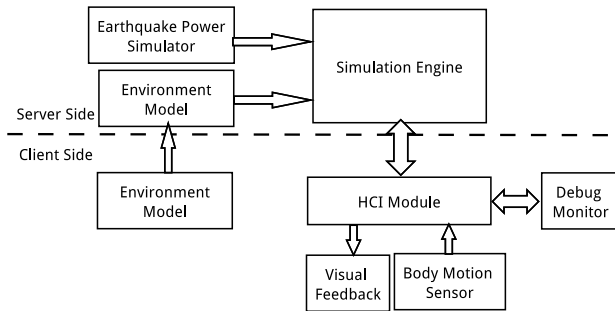 Earthquake Power
Simulator
Simulation Engine
Environment
Model
Server Side
Client Side
Environment
Model
HCI Module
Debug
Monitor
Visual
Feedback
Body Motion
Sensor